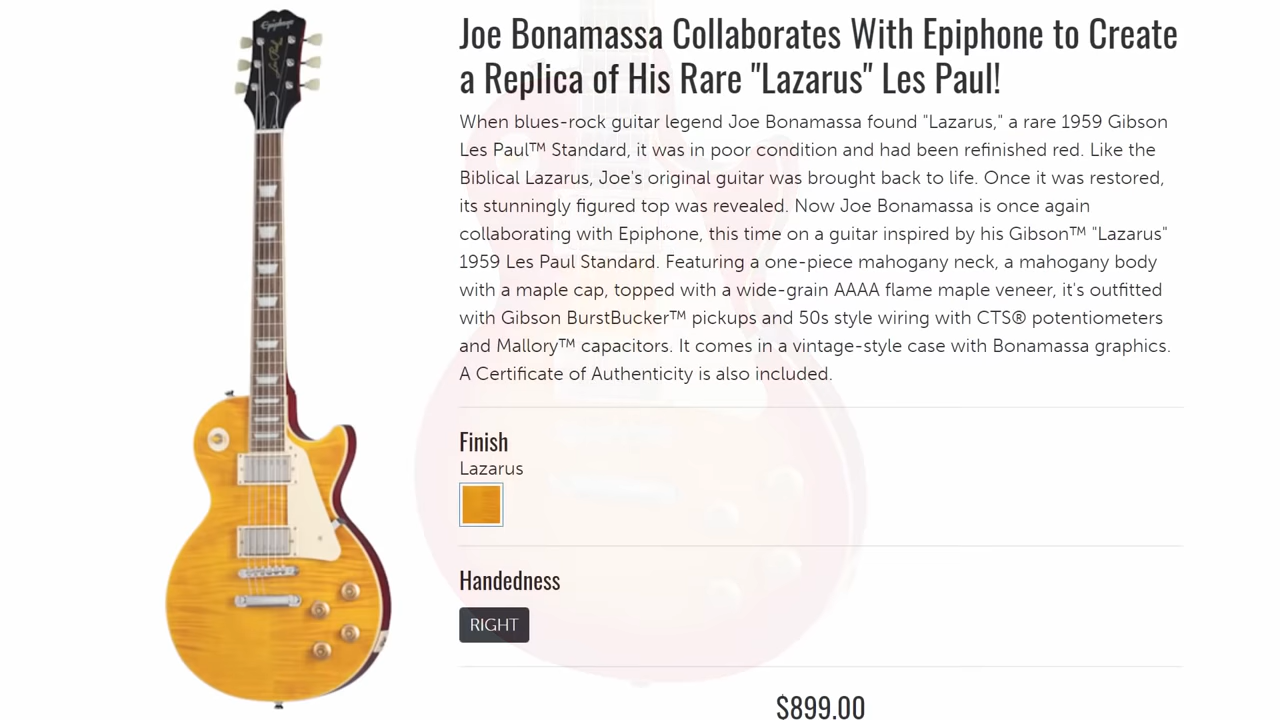 Epiphone
Les Paul
Joe Bonamassa Collaborates With Epiphone to Create
a Replica of His Rare "Lazarus" Les Paul!
When blues-rock guitar legend Joe Bonamassa found "Lazarus," a rare 1959 Gibson
Les Paul™ Standard, it was in poor condition and had been refinished red. Like the
Biblical Lazarus, Joe's original guitar was brought back to life. Once it was restored,
its stunningly figured top was revealed. Now Joe Bonamassa is once again
collaborating with Epiphone, this time on a guitar inspired by his Gibson™ "Lazarus"
1959 Les Paul Standard. Featuring a one-piece mahogany neck, a mahogany body
with a maple cap, topped with a wide-grain AAAA flame maple veneer, it's outfitted
with Gibson BurstBucker™ pickups and 50s style wiring with CTS® potentiometers
and Mallory™ capacitors. It comes in a vintage-style case with Bonamassa graphics.
A Certificate of Authenticity is also included.
Finish
Lazarus
Handedness
RIGHT
$899.00